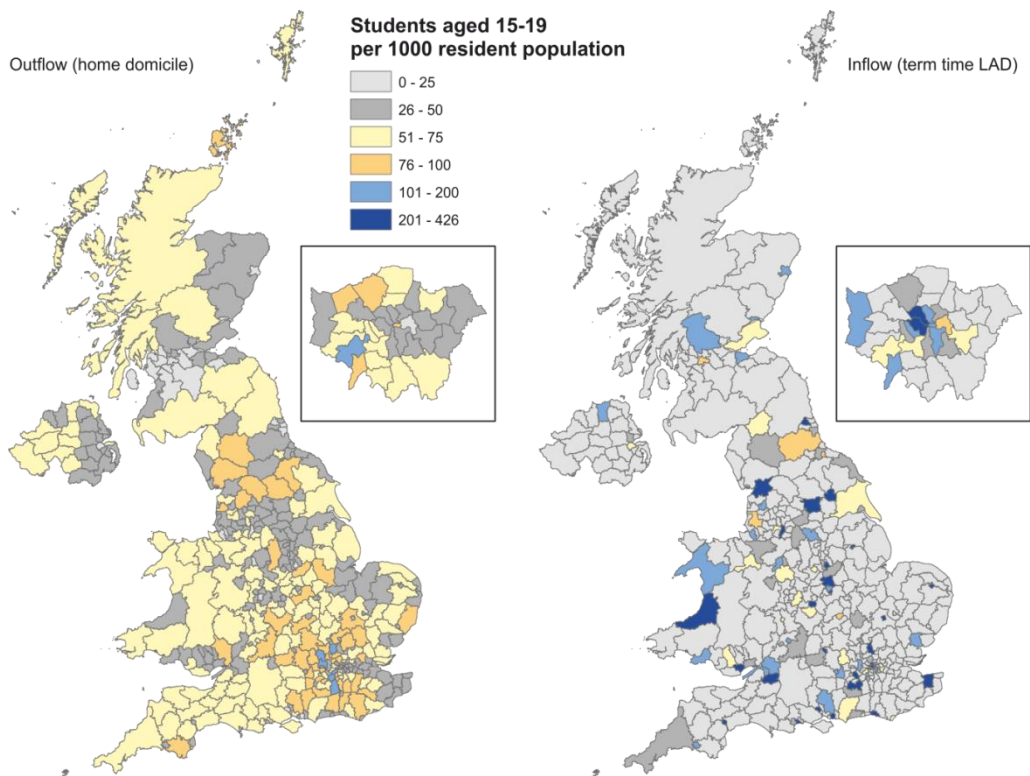 Students aged 15-19
per 1000 resident population
Outflow (home domicile)
Inflow (term time LAD)
0 - 25
26 - 50
51 - 75
76 - 100
101 - 200
201 - 426